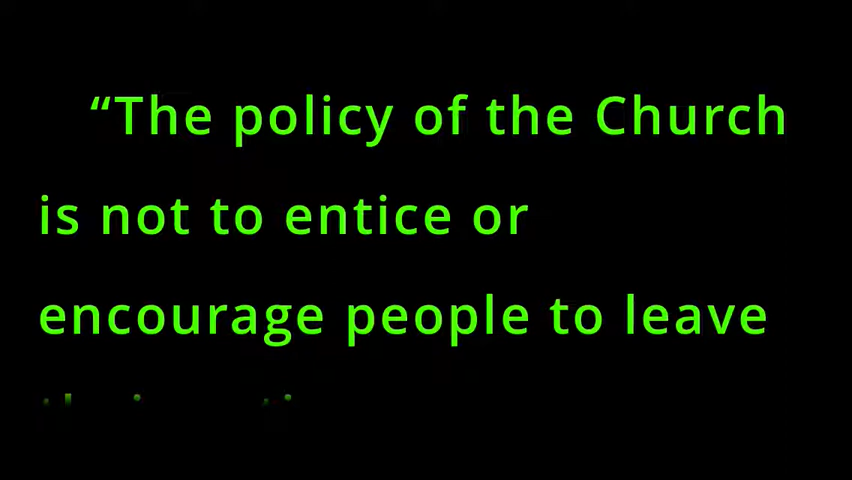 “The policy of the Church
is not to entice or
encourage people to leave